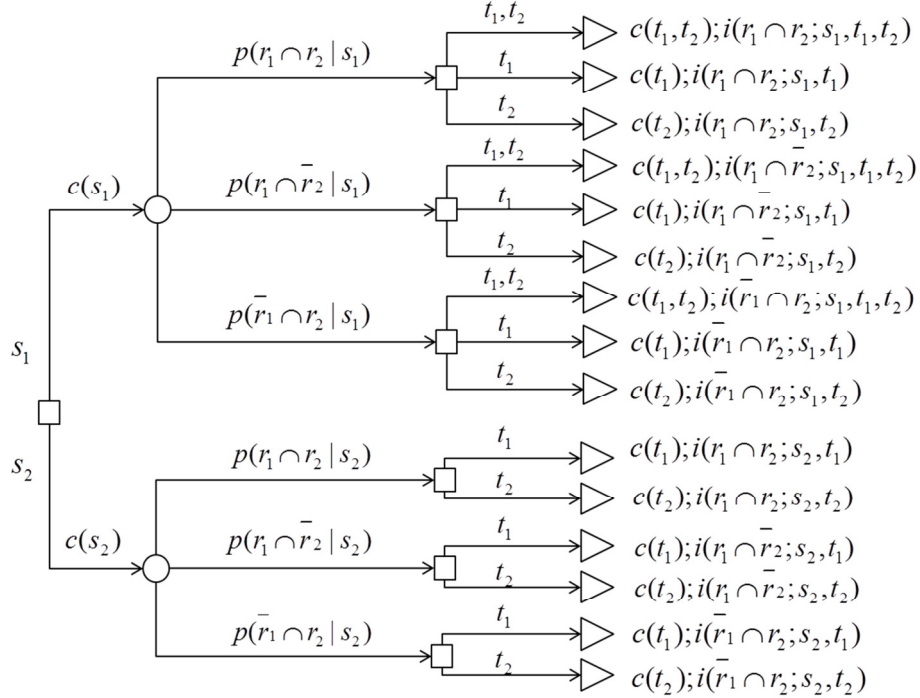 t₁,t₂ c(t₁,t₂);i(r₁∩r₂;s₁,t₁,t₂)
p(r₁∩r₂|s₁) t₁ c(t₁);i(r₁∩r₂;s₁,t₁)
t₂ c(t₂);i(r₁∩r₂;s₁,t₂)
t₁,t₂ c(t₁,t₂);i(r₁∩r̄₂;s₁,t₁,t₂)
c(s₁) p(r₁∩r̄₂|s₁) t₁ c(t₁);i(r₁∩r̄₂;s₁,t₁)
t₂ c(t₂);i(r₁∩r̄₂;s₁,t₂)
t₁,t₂ c(t₁,t₂);i(r̄₁∩r₂;s₁,t₁,t₂)
p(r̄₁∩r₂|s₁) t₁ c(t₁);i(r̄₁∩r₂;s₁,t₁)
s₁
t₂ c(t₂);i(r̄₁∩r₂;s₁,t₂)
s₂
p(r₁∩r₂|s₂) t₁ c(t₁);i(r₁∩r₂;s₂,t₁)
t₂ c(t₂);i(r₁∩r₂;s₂,t₂)
c(s₂) p(r₁∩r̄₂|s₂) t₁ c(t₁);i(r₁∩r̄₂;s₂,t₁)
t₂ c(t₂);i(r₁∩r̄₂;s₂,t₂)
p(r̄₁∩r₂|s₂) t₁ c(t₁);i(r̄₁∩r₂;s₂,t₁)
t₂ c(t₂);i(r̄₁∩r₂;s₂,t₂)